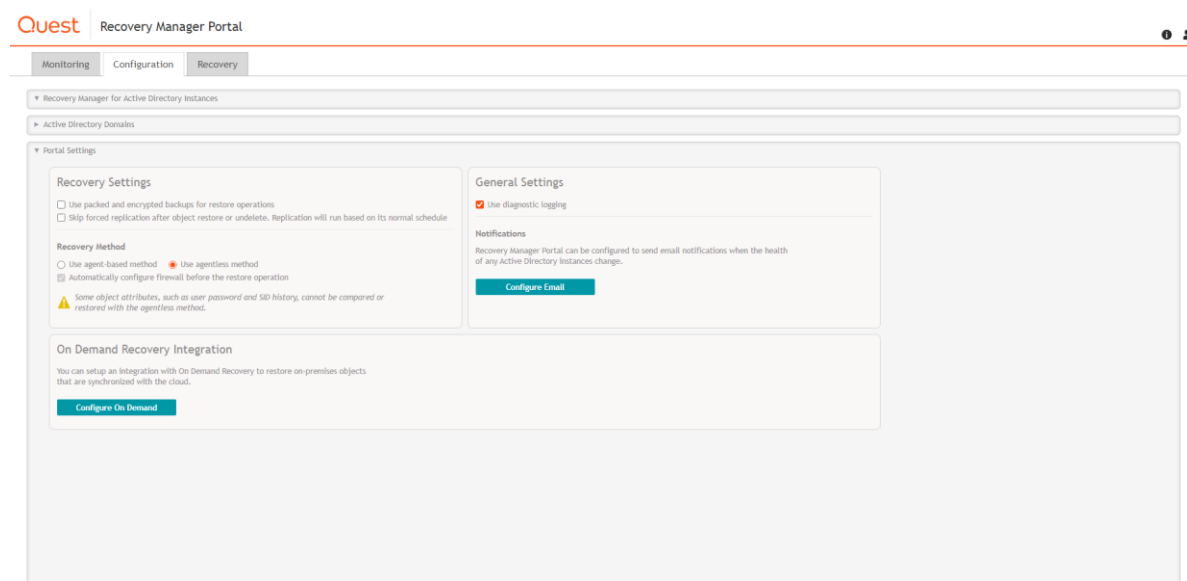 Quest Recovery Manager Portal
Monitoring Configuration Recovery
Recovery Manager for Active Directory Instances
Active Directory Domains
Portal Settings
Recovery Settings
Use packed and encrypted backups for restore operations
Skip forced replication after object restore or undelete. Replication will run based on its normal schedule
Recovery Method
Use agent-based method Use agentless method
Automatically configure firewall before the restore operation
Some object attributes, such as user password and SID history, cannot be compared or
restored with the agentless method.
General Settings
Use diagnostic logging
Notifications
Recovery Manager Portal can be configured to send email notifications when the health
of any Active Directory Instances change.
Configure Email
On Demand Recovery Integration
You can setup an integration with On Demand Recovery to restore on-premises objects
that are synchronized with the cloud.
Configure On Demand